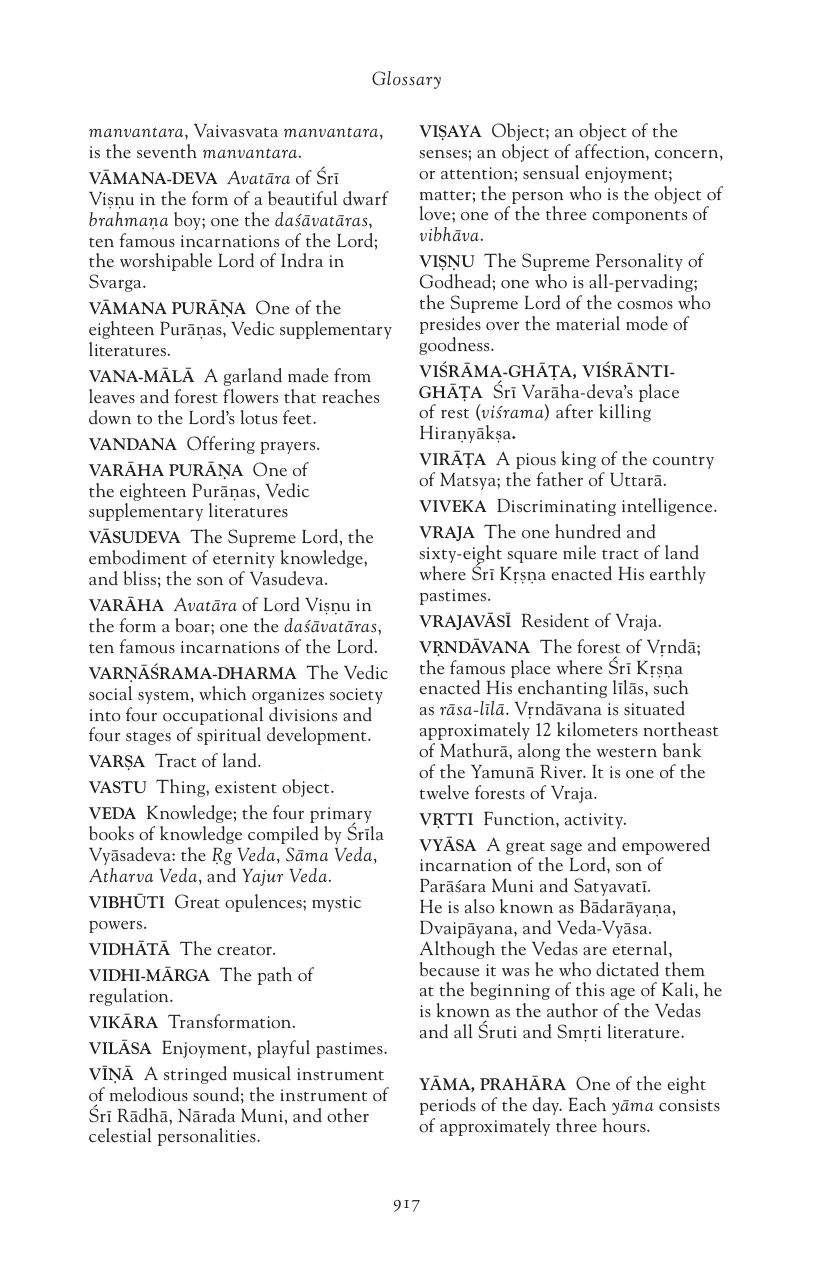 Glossary
manvantara, Vaivasvata manvantara,
is the seventh manvantara.
VĀMANA-DEVA Avatāra of Śrī
Viṣṇu in the form of a beautiful dwarf
brahmaṇa boy; one the daśāvatāras,
ten famous incarnations of the Lord;
the worshipable Lord of Indra in
Svarga.
VĀMANA PURĀṆA One of the
eighteen Purāṇas, Vedic supplementary
literatures.
VANA-MĀLĀ A garland made from
leaves and forest flowers that reaches
down to the Lord's lotus feet.
VANDANA Offering prayers.
VARĀHA PURĀṆA One of
the eighteen Purāṇas, Vedic
supplementary literatures
VĀSUDEVA The Supreme Lord, the
embodiment of eternity knowledge,
and bliss; the son of Vasudeva.
VARĀHA Avatāra of Lord Viṣṇu in
the form a boar; one the daśāvatāras,
ten famous incarnations of the Lord.
VARṆĀŚRAMA-DHARMA The Vedic
social system, which organizes society
into four occupational divisions and
four stages of spiritual development.
VARṢA Tract of land.
VASTU Thing, existent object.
VEDA Knowledge; the four primary
books of knowledge compiled by Śrīla
Vyāsadeva: the Ṛg Veda, Sāma Veda,
Atharva Veda, and Yajur Veda.
VIBHŪTI Great opulences; mystic
powers.
VIDHĀTĀ The creator.
VIDHI-MĀRGA The path of
regulation.
VIKĀRA Transformation.
VILĀSA Enjoyment, playful pastimes.
VĪṆĀ A stringed musical instrument
of melodious sound; the instrument of
Śrī Rādhā, Nārada Muni, and other
celestial personalities.
VIṢAYA Object; an object of the
senses; an object of affection, concern,
or attention; sensual enjoyment;
matter; the person who is the object of
love; one of the three components of
vibhāva.
VIṢṆU The Supreme Personality of
Godhead; one who is all-pervading;
the Supreme Lord of the cosmos who
presides over the material mode of
goodness.
VIŚRĀMA-GHĀṬA, VIŚRĀNTI-
GHĀṬA Śrī Varāha-deva's place
of rest (viśrama) after killing
Hiraṇyākṣa.
VIRĀṬA A pious king of the country
of Matsya; the father of Uttarā.
VIVEKA Discriminating intelligence.
VRAJA The one hundred and
sixty-eight square mile tract of land
where Śrī Kṛṣṇa enacted His earthly
pastimes.
VRAJAVĀSĪ Resident of Vraja.
VṚNDĀVANA The forest of Vṛndā;
the famous place where Śrī Kṛṣṇa
enacted His enchanting līlās, such
as rāsa-līlā. Vṛndāvana is situated
approximately 12 kilometers northeast
of Mathurā, along the western bank
of the Yamunā River. It is one of the
twelve forests of Vraja.
VṚTTI Function, activity.
VYĀSA A great sage and empowered
incarnation of the Lord, son of
Parāśara Muni and Satyavatī.
He is also known as Bādarāyaṇa,
Dvaipāyana, and Veda-Vyāsa.
Although the Vedas are eternal,
because it was he who dictated them
at the beginning of this age of Kali, he
is known as the author of the Vedas
and all Śruti and Smṛti literature.
YĀMA, PRAHĀRA One of the eight
periods of the day. Each yāma consists
of approximately three hours.
917